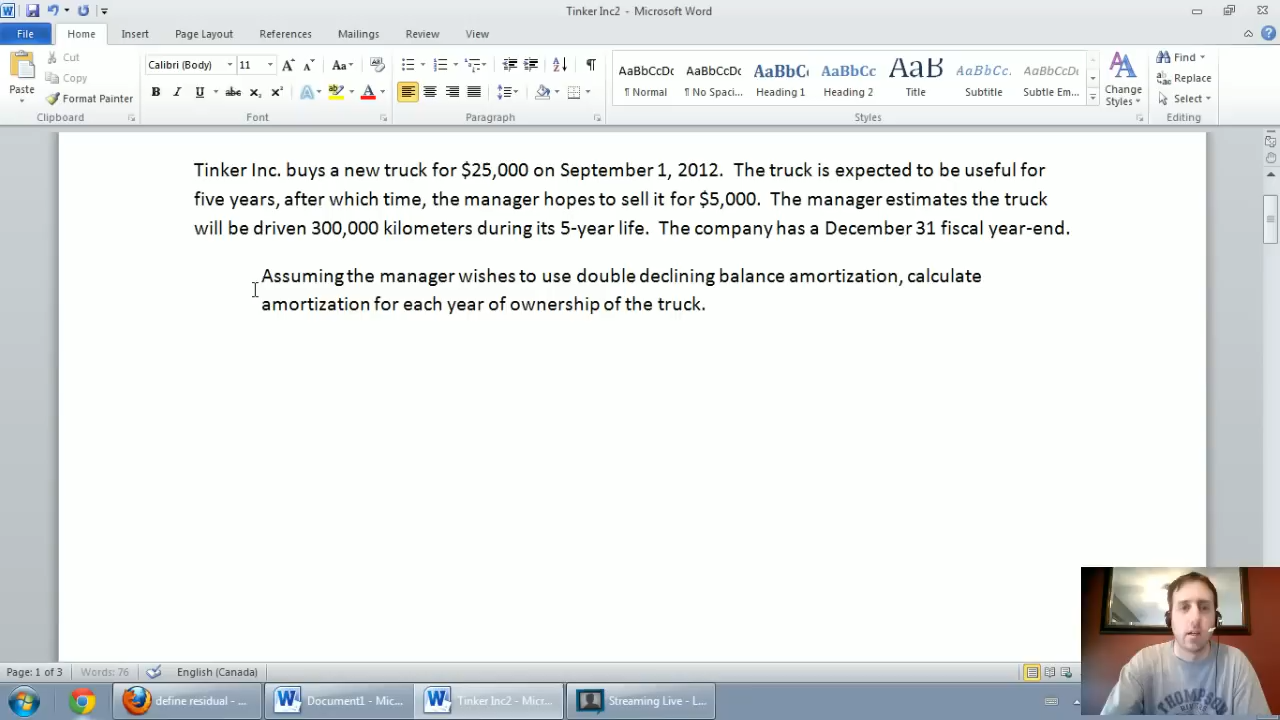 Tinker Inc2 - Microsoft Word
File Home Insert Page Layout References Mailings Review View
Paste
Cut
Copy
Format Painter
Calibri (Body) 11
AaBbCcDc AaBbCcDc AaBbC AaBbCc AaB AaBbCc. AaBbCcDc
¶ Normal ¶ No Spaci... Heading 1 Heading 2 Title Subtitle Subtle Em...
Change
Styles
Find
Replace
Select
Clipboard Font Paragraph Styles Editing
Tinker Inc. buys a new truck for $25,000 on September 1, 2012. The truck is expected to be useful for
five years, after which time, the manager hopes to sell it for $5,000. The manager estimates the truck
will be driven 300,000 kilometers during its 5-year life. The company has a December 31 fiscal year-end.
Assuming the manager wishes to use double declining balance amortization, calculate
amortization for each year of ownership of the truck.
THOMPSON
Page: 1 of 3 Words: 76 English (Canada)
define residual - ... Document1 - Mic... Tinker Inc2 - Micr... Streaming Live - L...